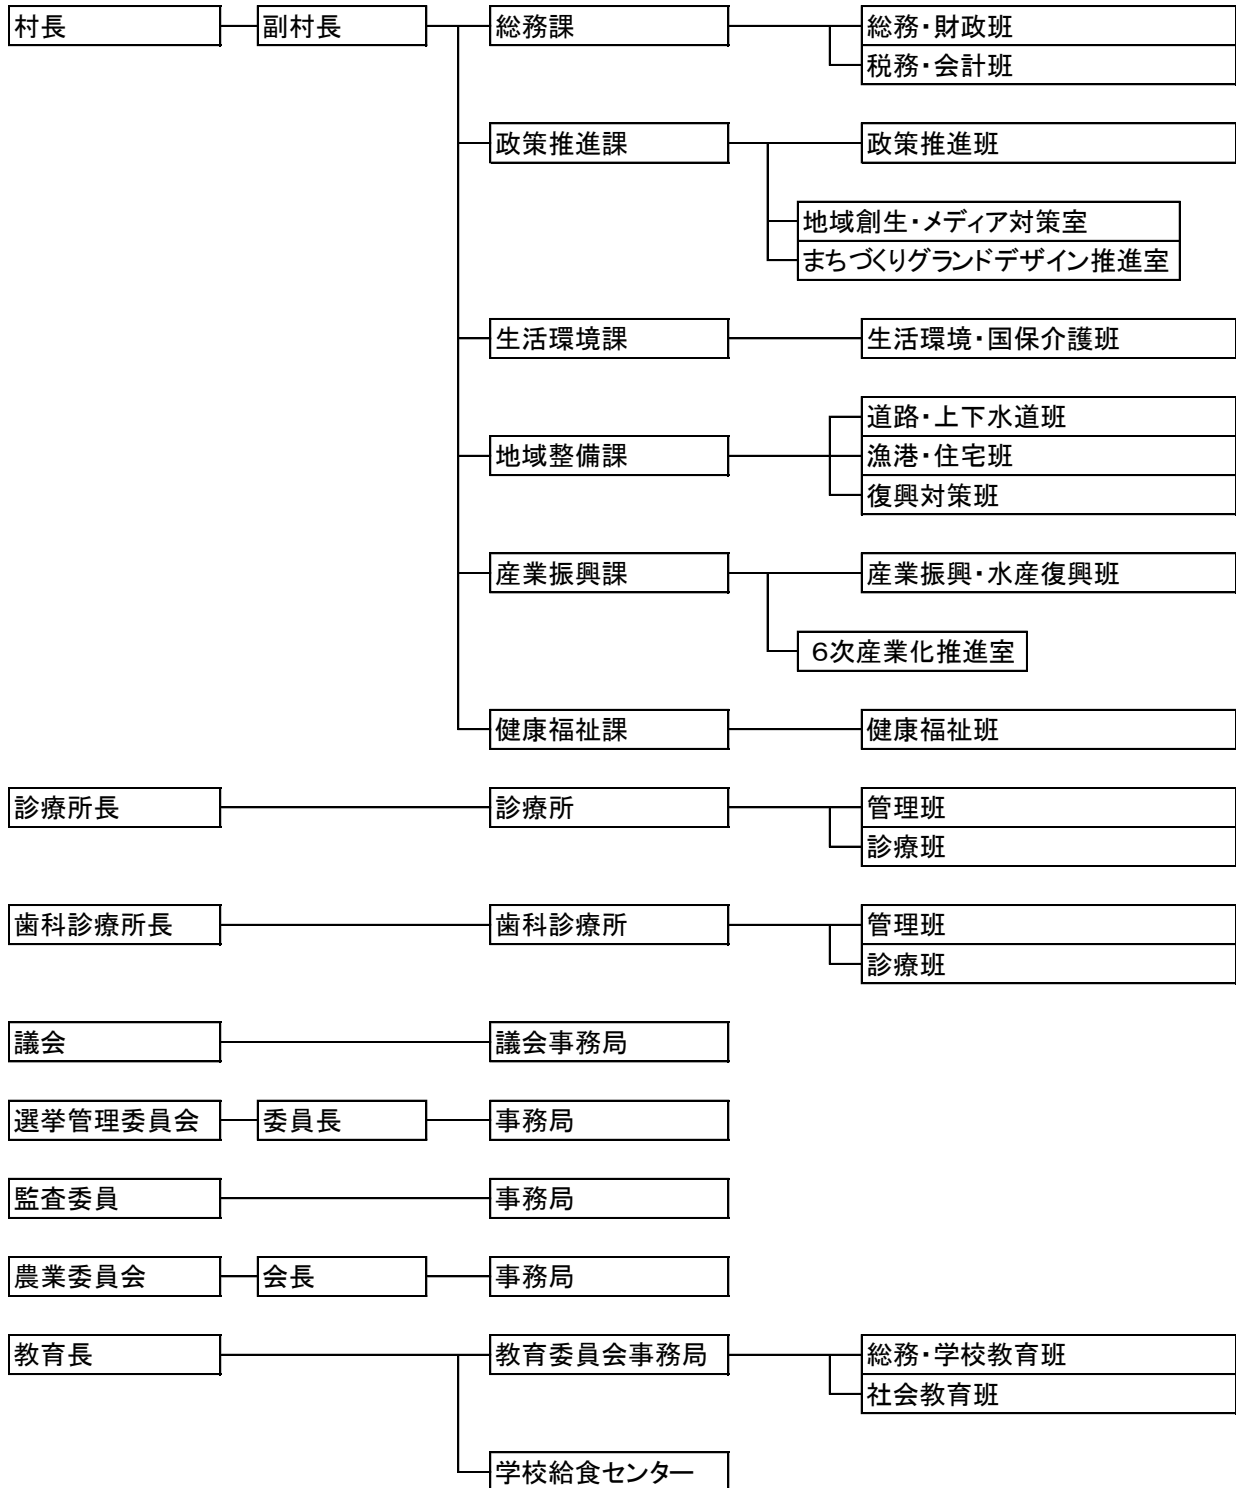 村長
副村長
総務課
総務・財政班
税務・会計班
政策推進課
政策推進班
地域創生・メディア対策室
まちづくりグランドデザイン推進室
生活環境課
生活環境・国保介護班
道路・上下水道班
地域整備課
漁港・住宅班
復興対策班
産業振興課
産業振興・水産復興班
6次産業化推進室
健康福祉課
健康福祉班
診療所長
診療所
管理班
診療班
歯科診療所長
歯科診療所
管理班
診療班
議会
議会事務局
選挙管理委員会
委員長
事務局
監査委員
事務局
農業委員会
会長
事務局
教育長
教育委員会事務局
総務・学校教育班
社会教育班
学校給食センター